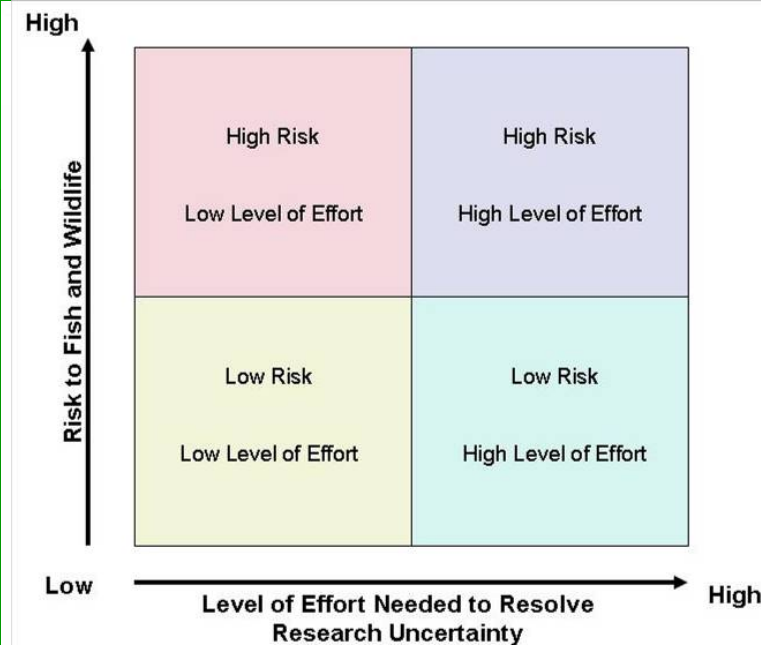 High
Risk to Fish and Wildlife
High Risk
Low Level of Effort
High Risk
High Level of Effort
Low Risk
Low Level of Effort
Low Risk
High Level of Effort
Low
Level of Effort Needed to Resolve
Research Uncertainty
High